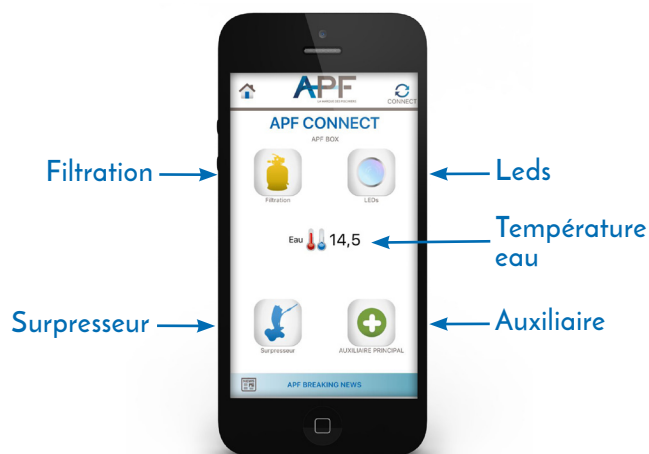 APF
CONNECT
APF CONNECT
APF BOX
Filtration
Leds
Filtration
LEDs
Eau 14,5
Température
eau
Surpresseur
Auxiliaire
Surpresseur
AUXILIAIRE PRINCIPAL
APF BREAKING NEWS